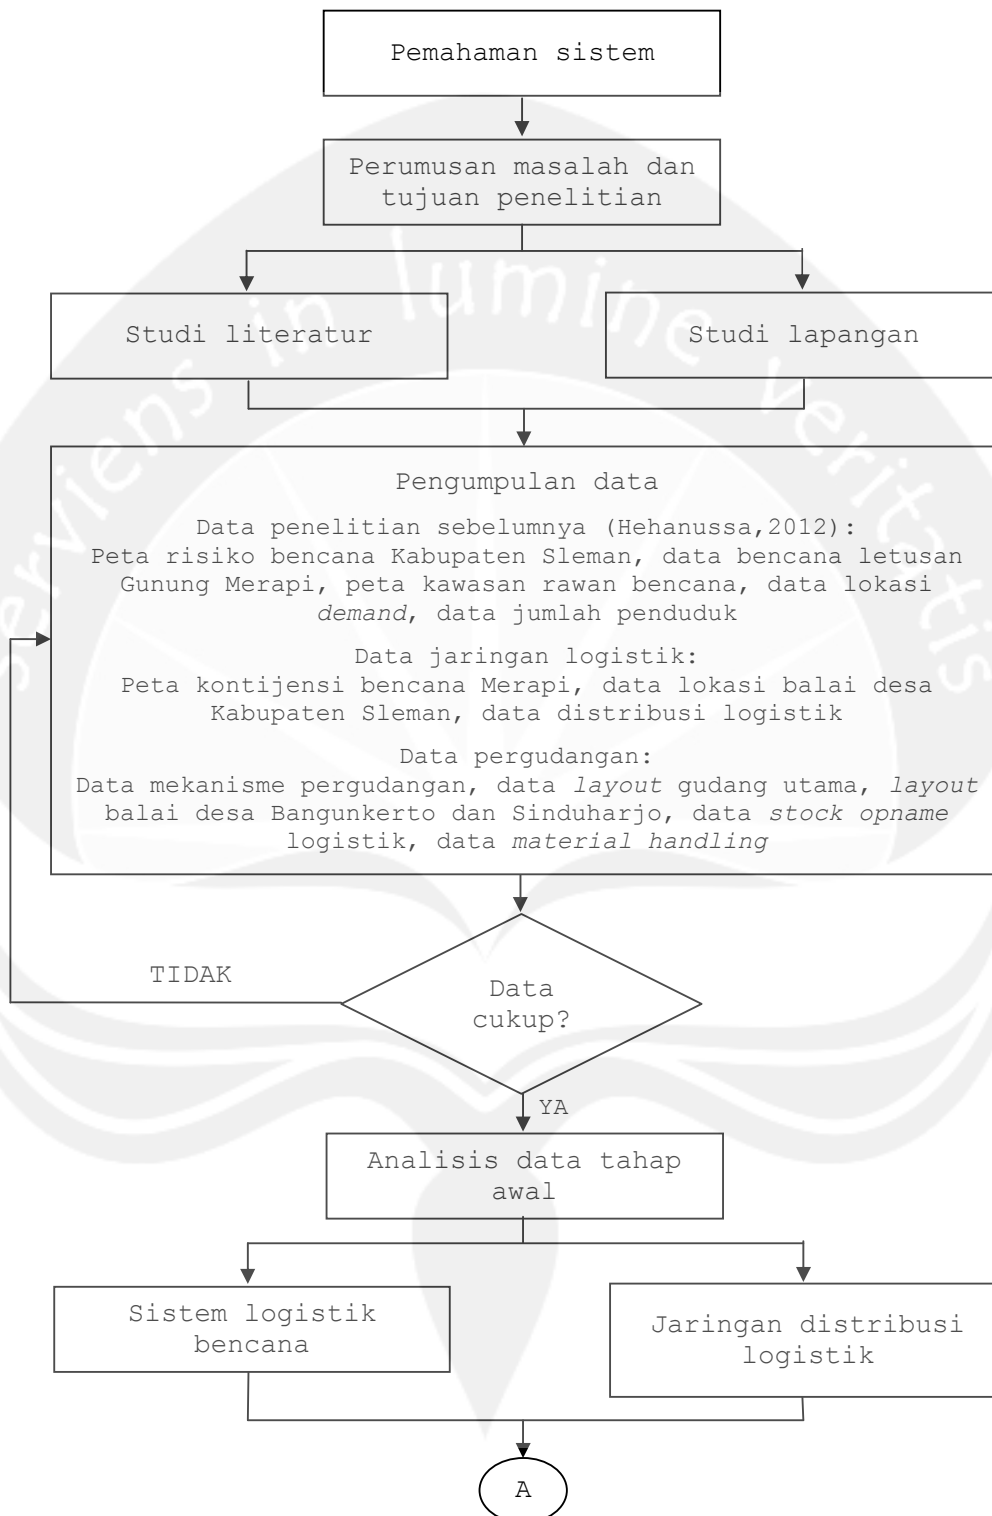 Pemahaman sistem
Perumusan masalah dan
tujuan penelitian
Studi literatur
Studi lapangan
Pengumpulan data
Data penelitian sebelumnya (Hehanussa,2012):
Peta risiko bencana Kabupaten Sleman, data bencana letusan
Gunung Merapi, peta kawasan rawan bencana, data lokasi
demand, data jumlah penduduk
Data jaringan logistik:
Peta kontijensi bencana Merapi, data lokasi balai desa
Kabupaten Sleman, data distribusi logistik
Data pergudangan:
Data mekanisme pergudangan, data layout gudang utama, layout
balai desa Bangunkerto dan Sinduharjo, data stock opname
logistik, data material handling
TIDAK
Data
cukup?
YA
Analisis data tahap
awal
Sistem logistik
bencana
Jaringan distribusi
logistik
A
serviens in lumine veritatis